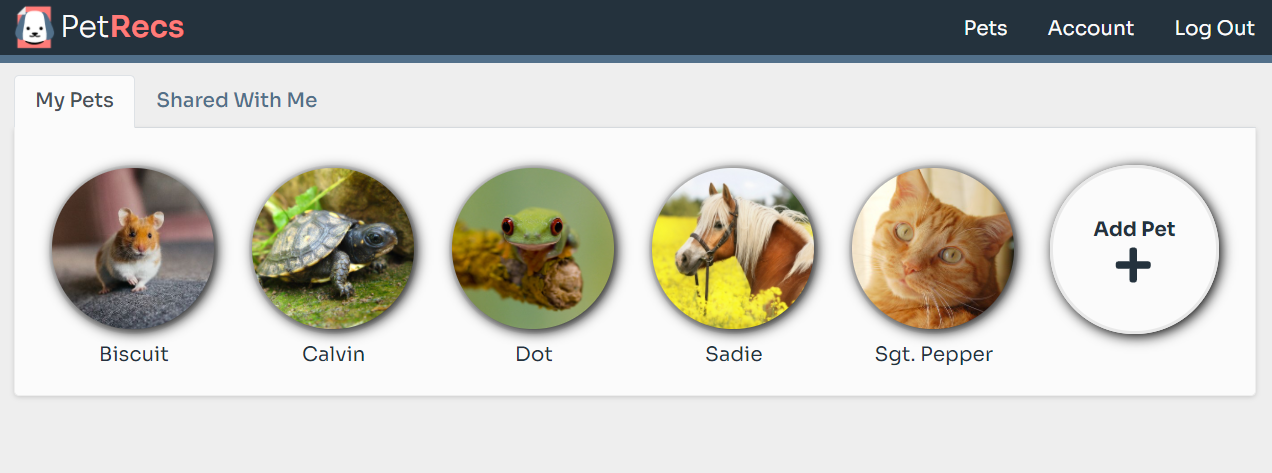 PetRecs
Pets Account Log Out
My Pets Shared With Me
Add Pet
Biscuit Calvin Dot Sadie Sgt. Pepper